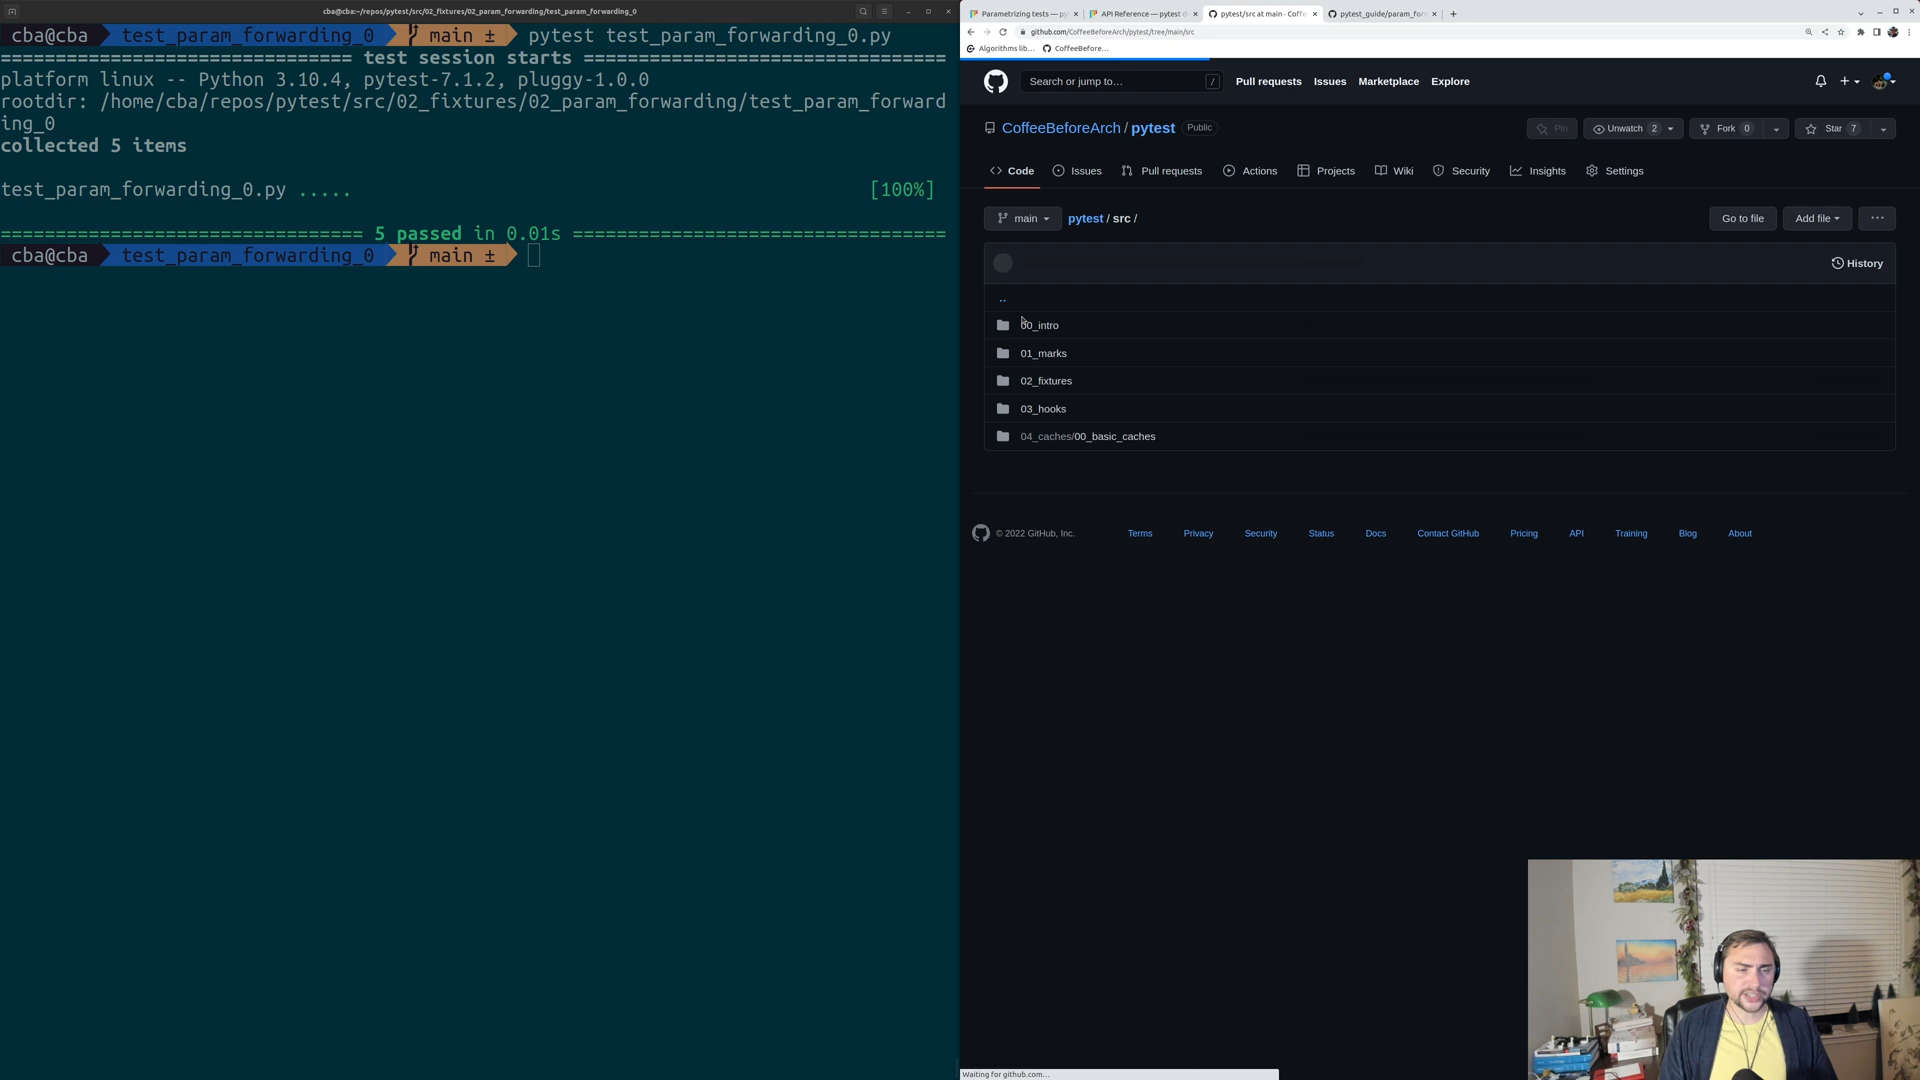 cba@cba:~/repos/pytest/src/02_fixtures/02_param_forwarding/test_param_forwarding_0
cba@cba test_param_forwarding_0 main ± pytest test_param_forwarding_0.py
================================ test session starts =================================
platform linux -- Python 3.10.4, pytest-7.1.2, pluggy-1.0.0
rootdir: /home/cba/repos/pytest/src/02_fixtures/02_param_forwarding/test_param_forward
ing_0
collected 5 items
test_param_forwarding_0.py ..... [100%]
================================= 5 passed in 0.01s ==================================
cba@cba test_param_forwarding_0 main ±
Parametrizing tests — py
API Reference — pytest d
pytest/src at main · Coffe
pytest_guide/param_for
github.com/CoffeeBeforeArch/pytest/tree/main/src
Algorithms lib...
CoffeeBefore...
Search or jump to…
/
Pull requests
Issues
Marketplace
Explore
CoffeeBeforeArch / pytest
Public
Pin
Unwatch 2
Fork 0
Star 7
Code
Issues
Pull requests
Actions
Projects
Wiki
Security
Insights
Settings
main
pytest / src /
Go to file
Add file
···
History
..
00_intro
01_marks
02_fixtures
03_hooks
04_caches/00_basic_caches
© 2022 GitHub, Inc.
Terms
Privacy
Security
Status
Docs
Contact GitHub
Pricing
API
Training
Blog
About
Waiting for github.com...